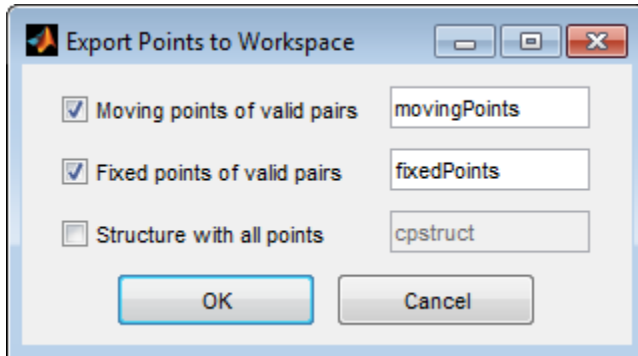 Export Points to Workspace
Moving points of valid pairs movingPoints
Fixed points of valid pairs fixedPoints
Structure with all points cpstruct
OK Cancel